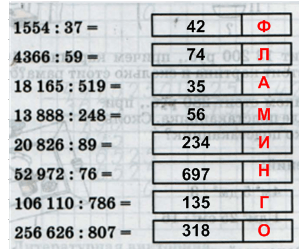 1554 : 37 = 42 Ф
4366 : 59 = 74 Л
18 165 : 519 = 35 А
13 888 : 248 = 56 М
20 826 : 89 = 234 И
52 972 : 76 = 697 Н
106 110 : 786 = 135 Г
256 626 : 807 = 318 О